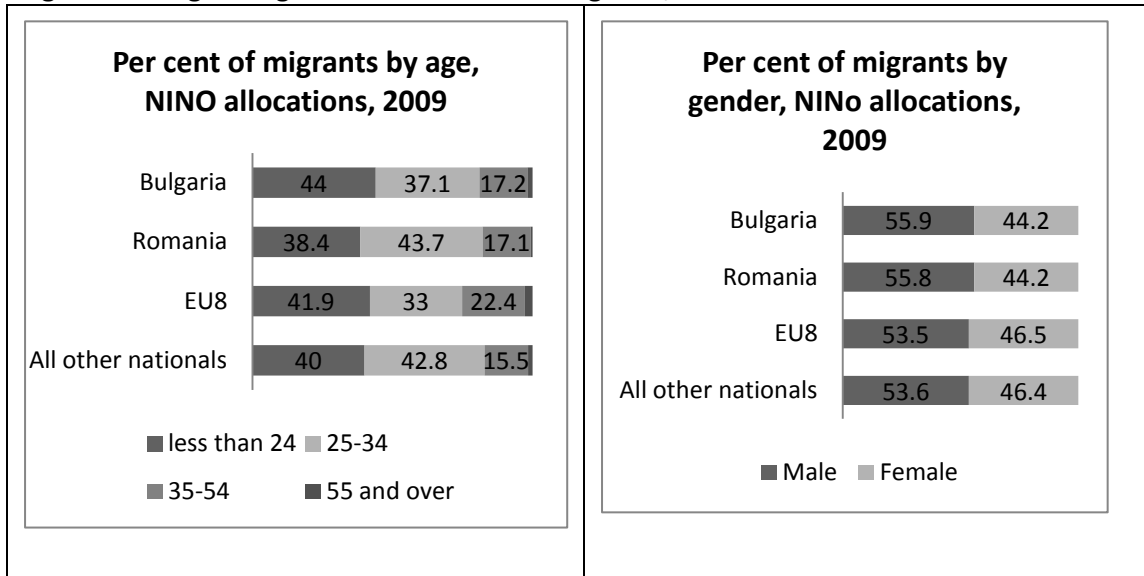 Per cent of migrants by age,
NINO allocations, 2009
Bulgaria 44 37.1 17.2
Romania 38.4 43.7 17.1
EU8 41.9 33 22.4
All other nationals 40 42.8 15.5
less than 24 25-34
35-54 55 and over
Per cent of migrants by
gender, NINo allocations,
2009
Bulgaria 55.9 44.2
Romania 55.8 44.2
EU8 53.5 46.5
All other nationals 53.6 46.4
Male Female